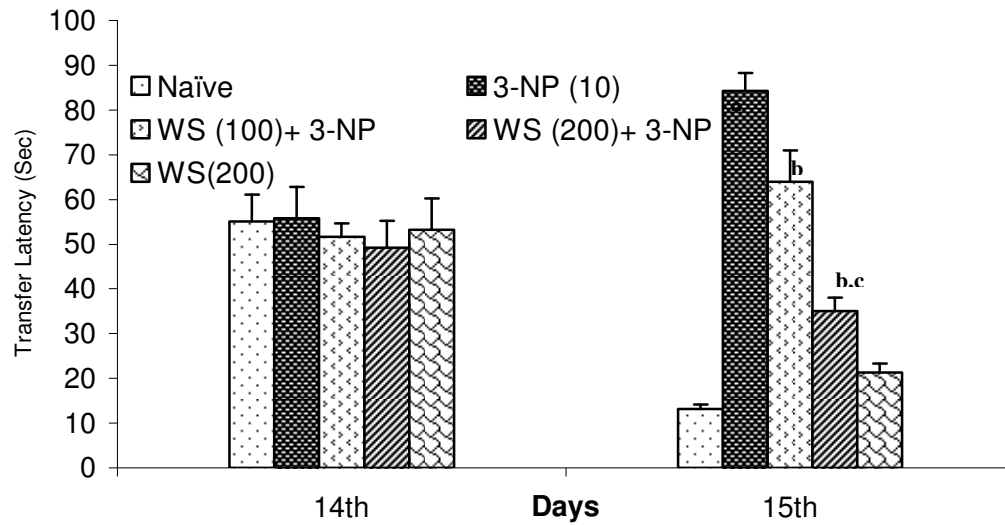 100
90
80
70
60
50
40
30
20
10
0
Transfer Latency (Sec)
Naïve
3-NP (10)
WS (100)+ 3-NP
WS (200)+ 3-NP
WS(200)
b
b,c
14th
Days
15th